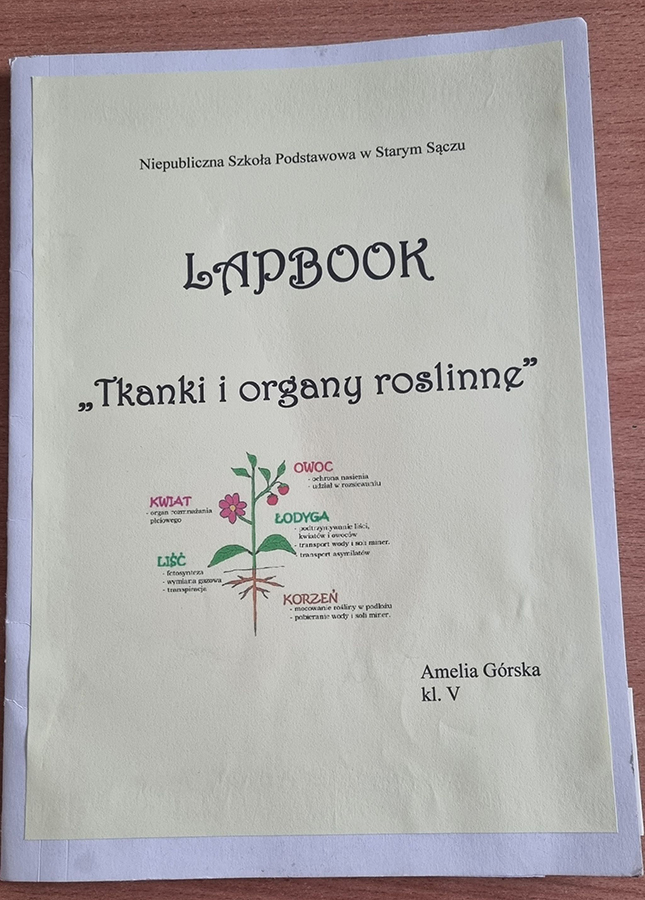 Niepubliczna Szkoła Podstawowa w Starym Sączu
LAPBOOK
„Tkanki i organy roslinne”
OWOC
- ochrona nasienia
- udział w rozsiewaniu
KWIAT
- organ rozmnażania
płciowego
ŁODYGA
- podtrzymywanie liści,
kwiatów i owoców
- transport wody i soli miner.
transport asymilatów
LIŚĆ
- fotosynteza
- wymiana gazowa
- transpiracja
KORZEŃ
- mocowanie rośliny w podłożu
- pobieranie wody i soli miner.
Amelia Górska
kl. V